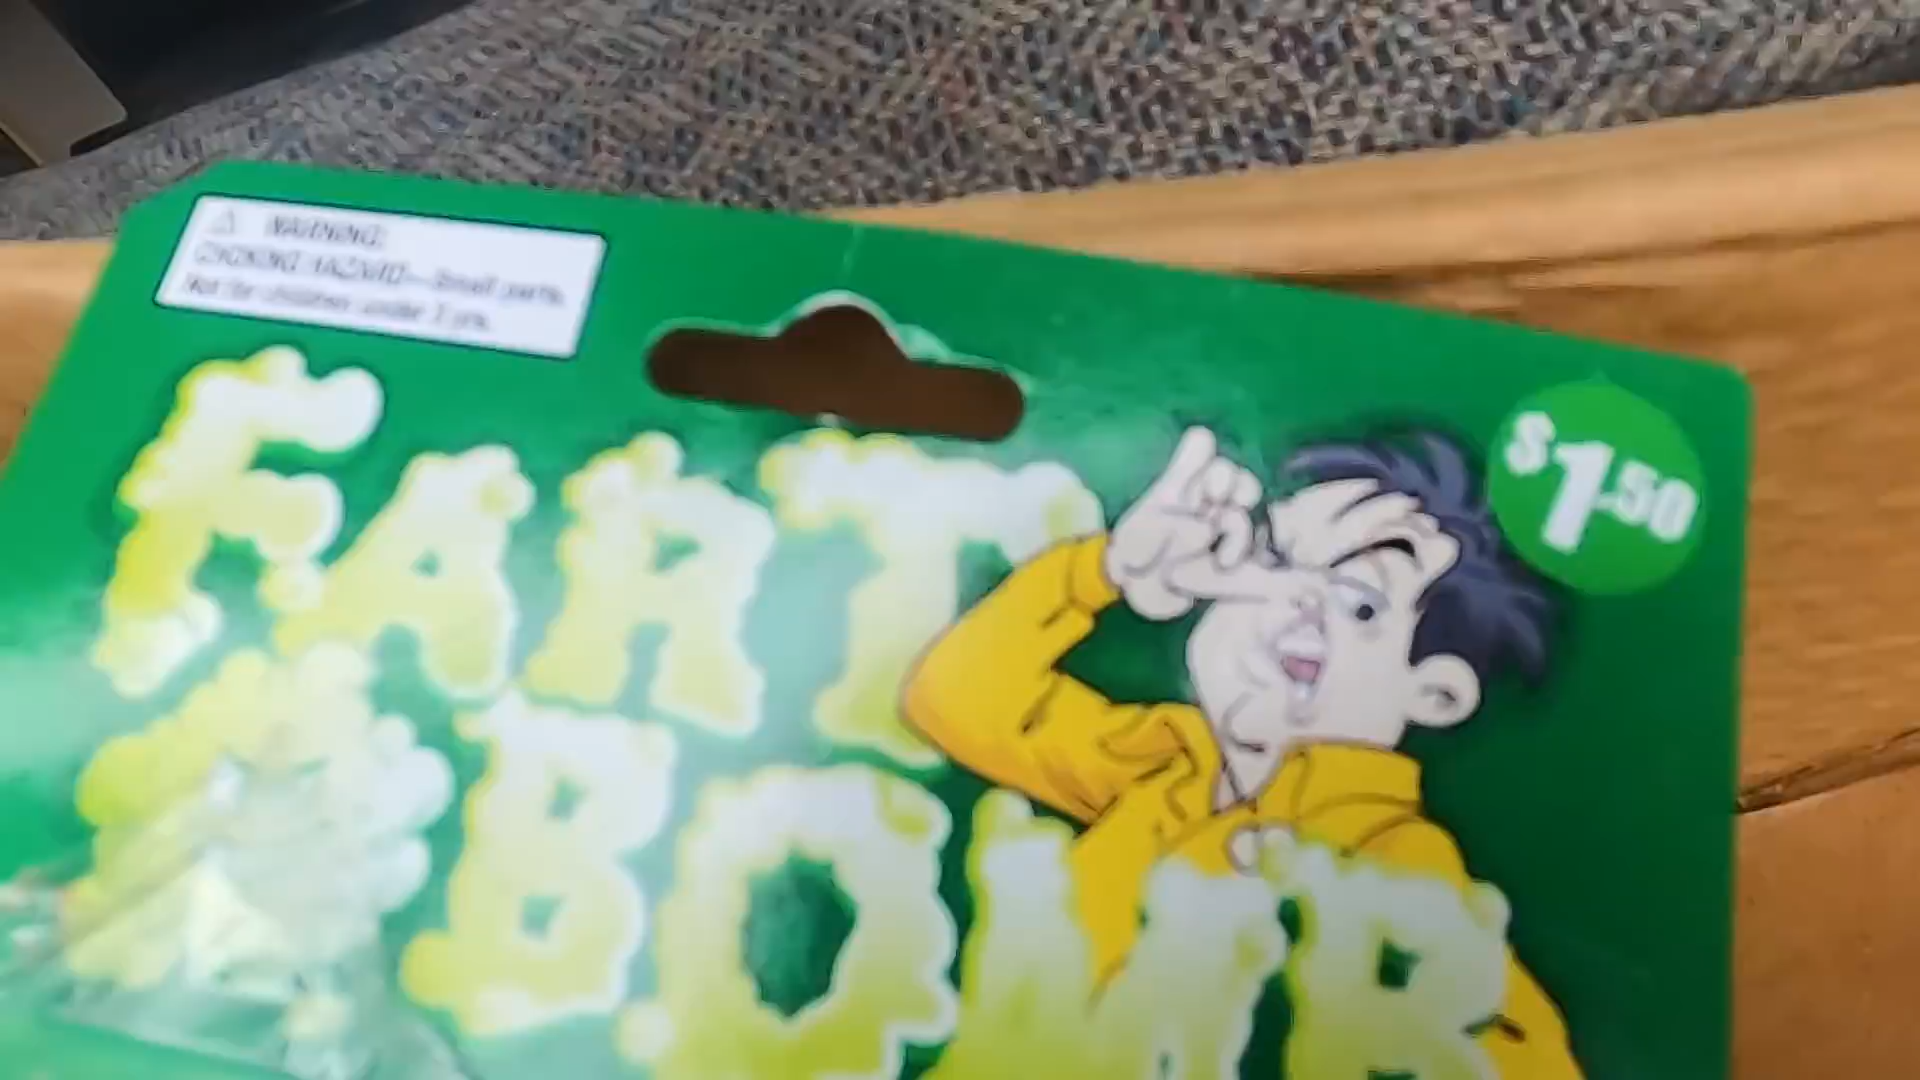 WARNING:
CHOKING HAZARD—Small parts.
Not for children under 3 yrs.
$1.50
FART
BOMB